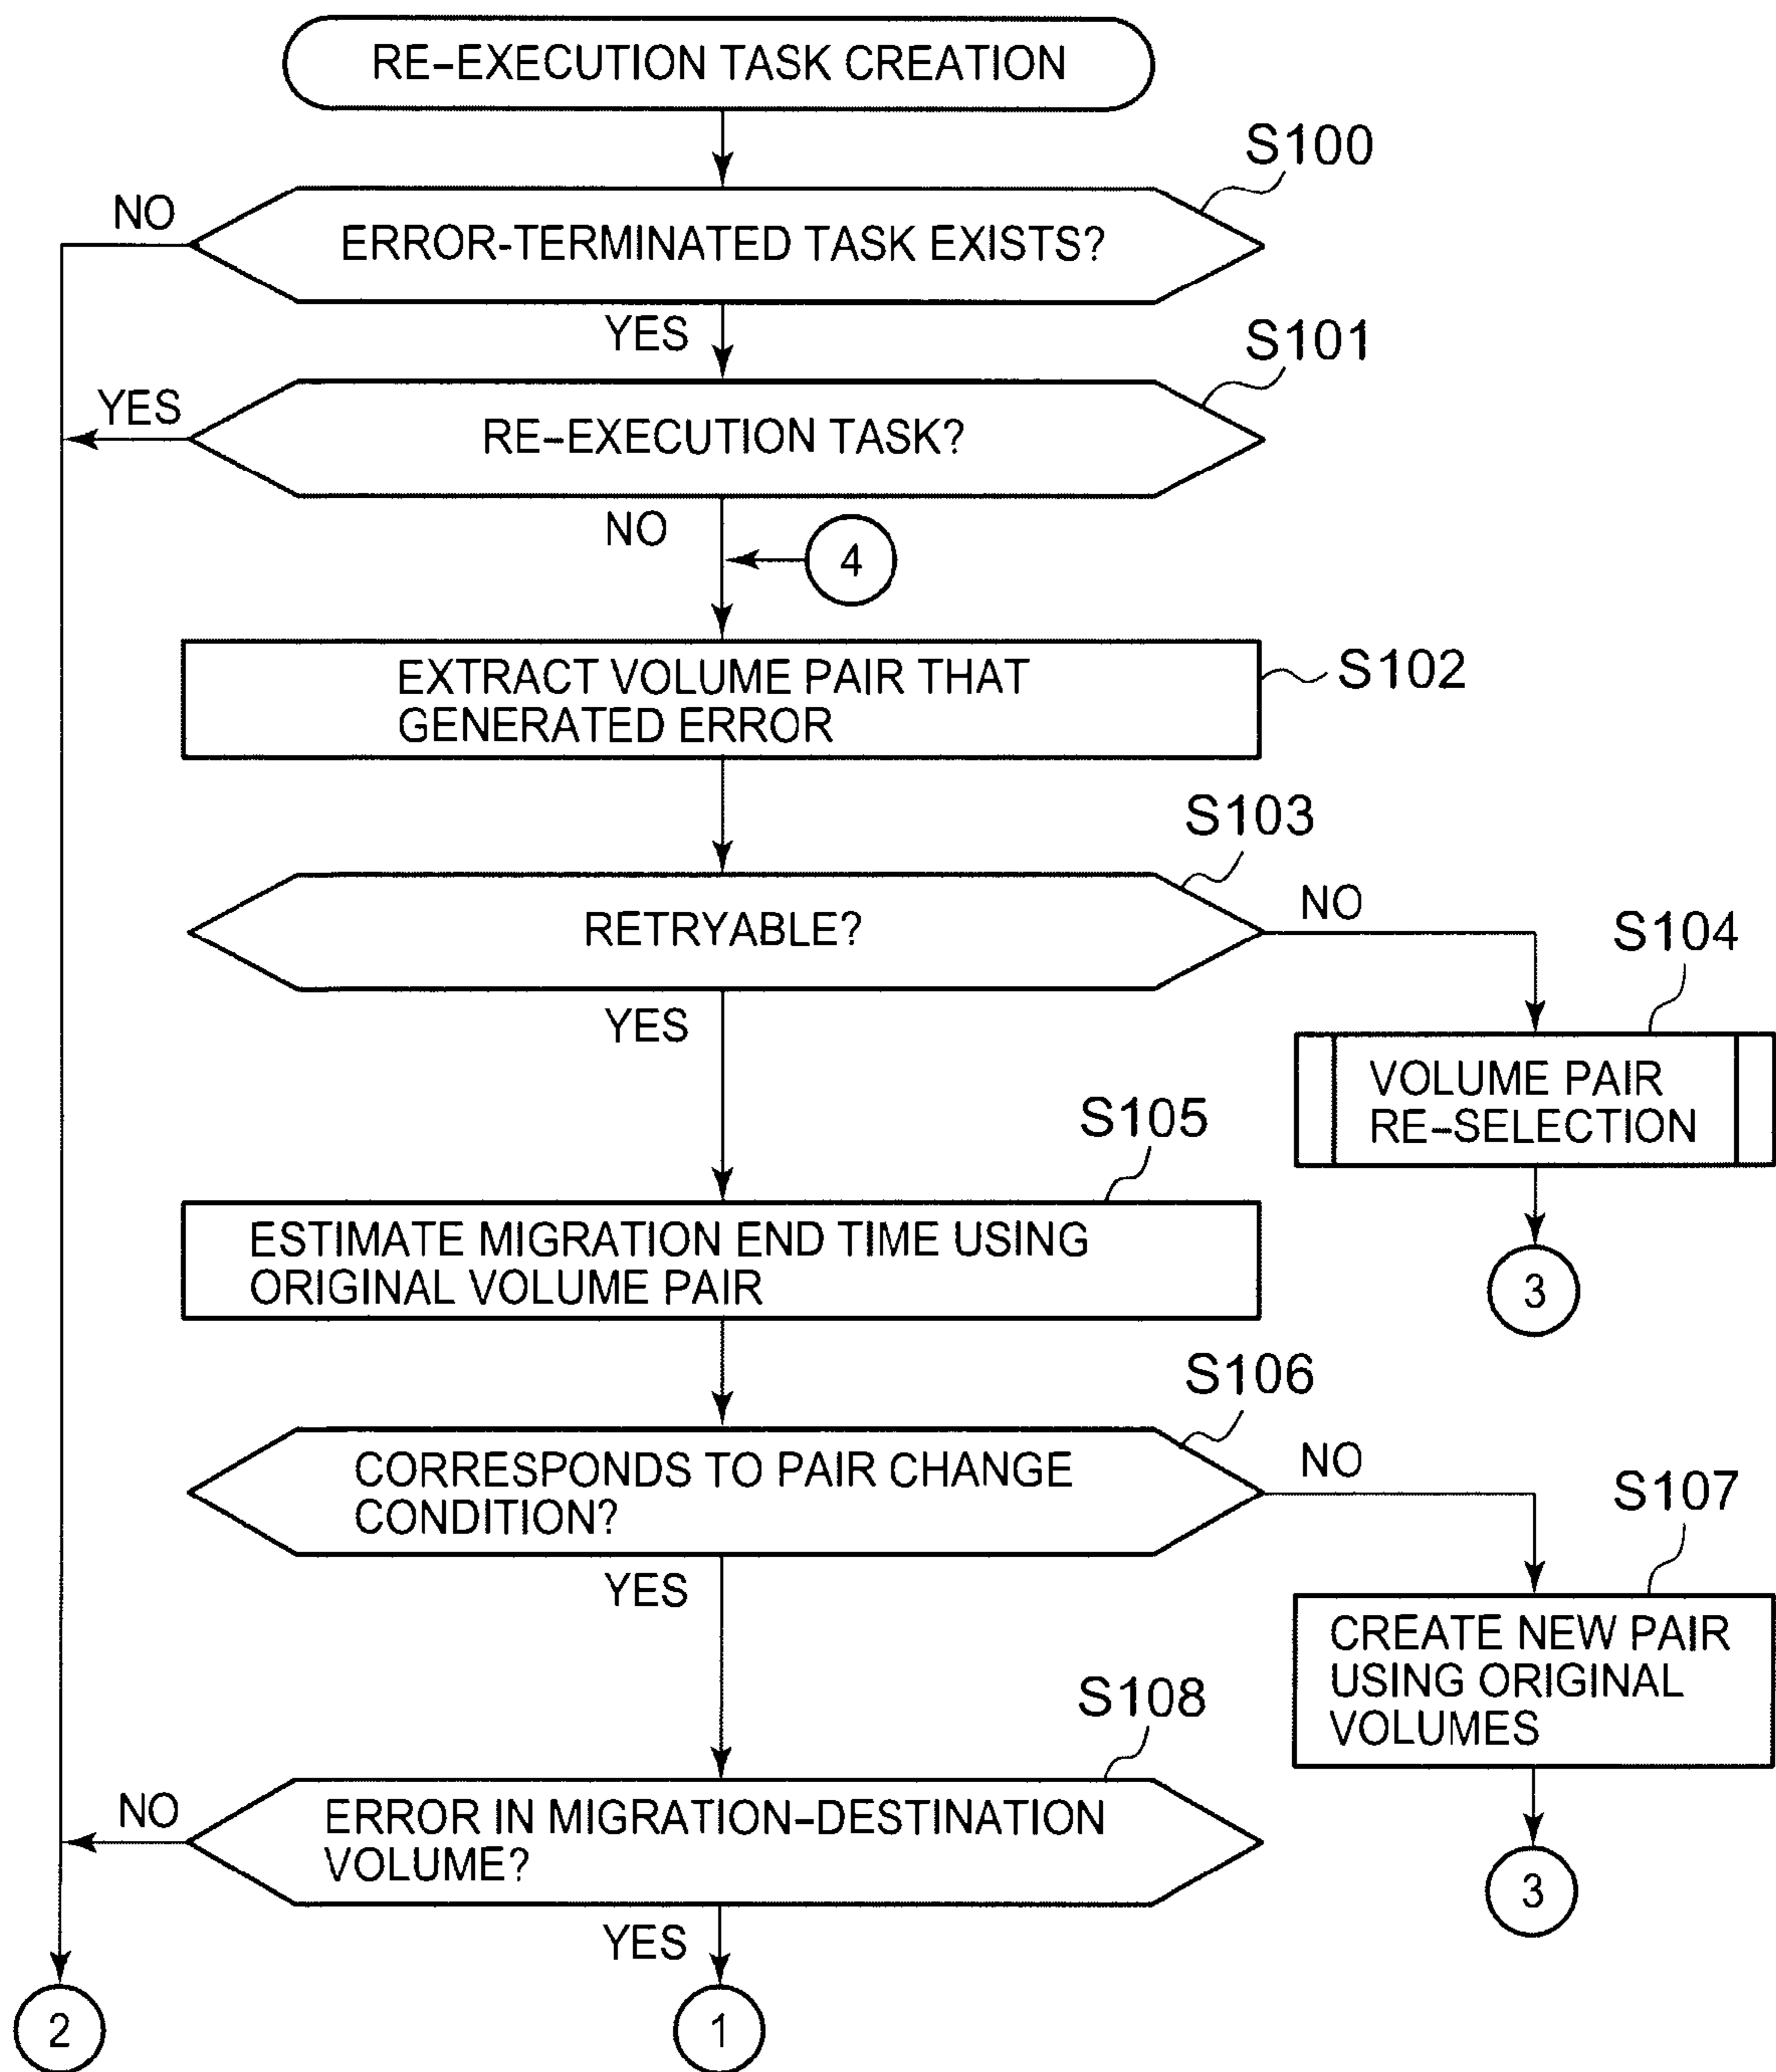 RE-EXECUTION TASK CREATION
S100
NO
ERROR-TERMINATED TASK EXISTS?
YES
S101
YES
RE-EXECUTION TASK?
NO
4
EXTRACT VOLUME PAIR THAT
GENERATED ERROR
S102
S103
RETRYABLE?
NO
S104
YES
VOLUME PAIR
RE-SELECTION
S105
ESTIMATE MIGRATION END TIME USING
ORIGINAL VOLUME PAIR
3
S106
CORRESPONDS TO PAIR CHANGE
CONDITION?
NO
S107
YES
CREATE NEW PAIR
USING ORIGINAL
VOLUMES
S108
NO
ERROR IN MIGRATION-DESTINATION
VOLUME?
3
YES
2
1